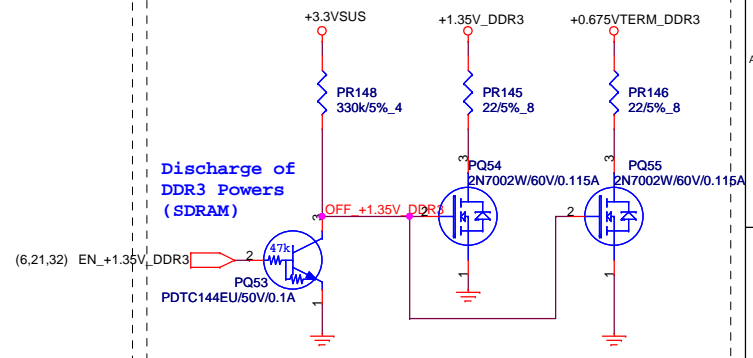 +3.3VSUS
+1.35V_DDR3
+0.675VTERM_DDR3
A
PR148
330k/5%_4
PR145
22/5%_8
PR146
22/5%_8
Discharge of
DDR3 Powers
(SDRAM)
3
PQ54
2N7002W/60V/0.115A
3
PQ55
2N7002W/60V/0.115A
3
OFF_+1.35V_DDR3
2
2
(6,21,32) EN_+1.35V_DDR3
2
47k
PQ53
PDTC144EU/50V/0.1A
1
1
1